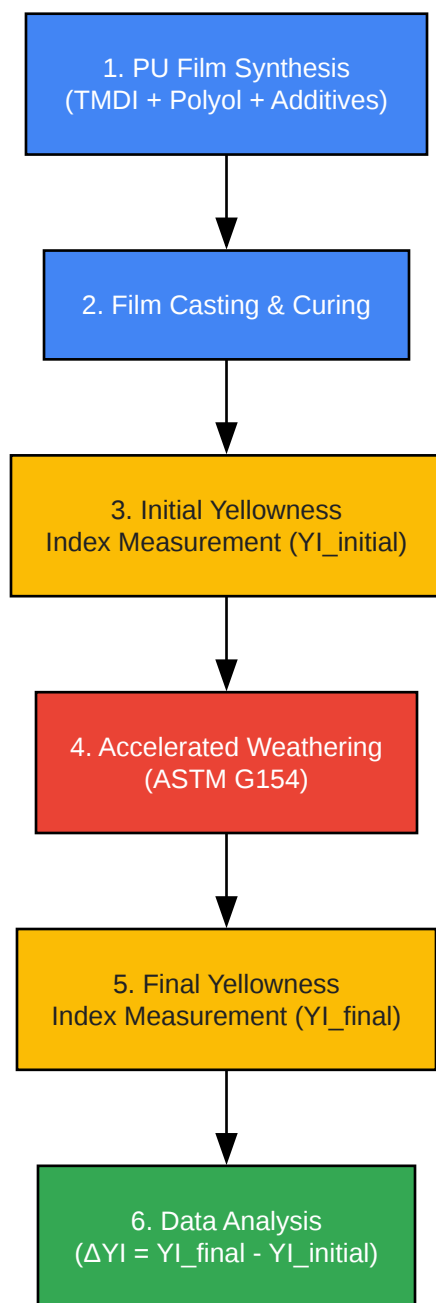 1. PU Film Synthesis
(TMDI + Polyol + Additives)
2. Film Casting & Curing
3. Initial Yellowness
Index Measurement (YI_initial)
4. Accelerated Weathering
(ASTM G154)
5. Final Yellowness
Index Measurement (YI_final)
6. Data Analysis
(ΔYI = YI_final - YI_initial)